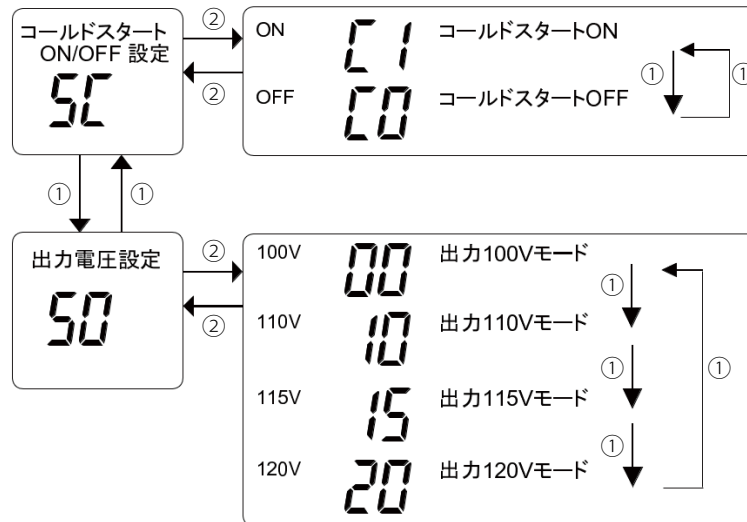 コールドスタート
ON/OFF 設定
SC
②
②
ON
C1
コールドスタートON
OFF
C0
コールドスタートOFF
①
①
①
①
出力電圧設定
S0
②
②
100V
00
出力100Vモード
110V
10
出力110Vモード
115V
15
出力115Vモード
120V
20
出力120Vモード
①
①
①
①